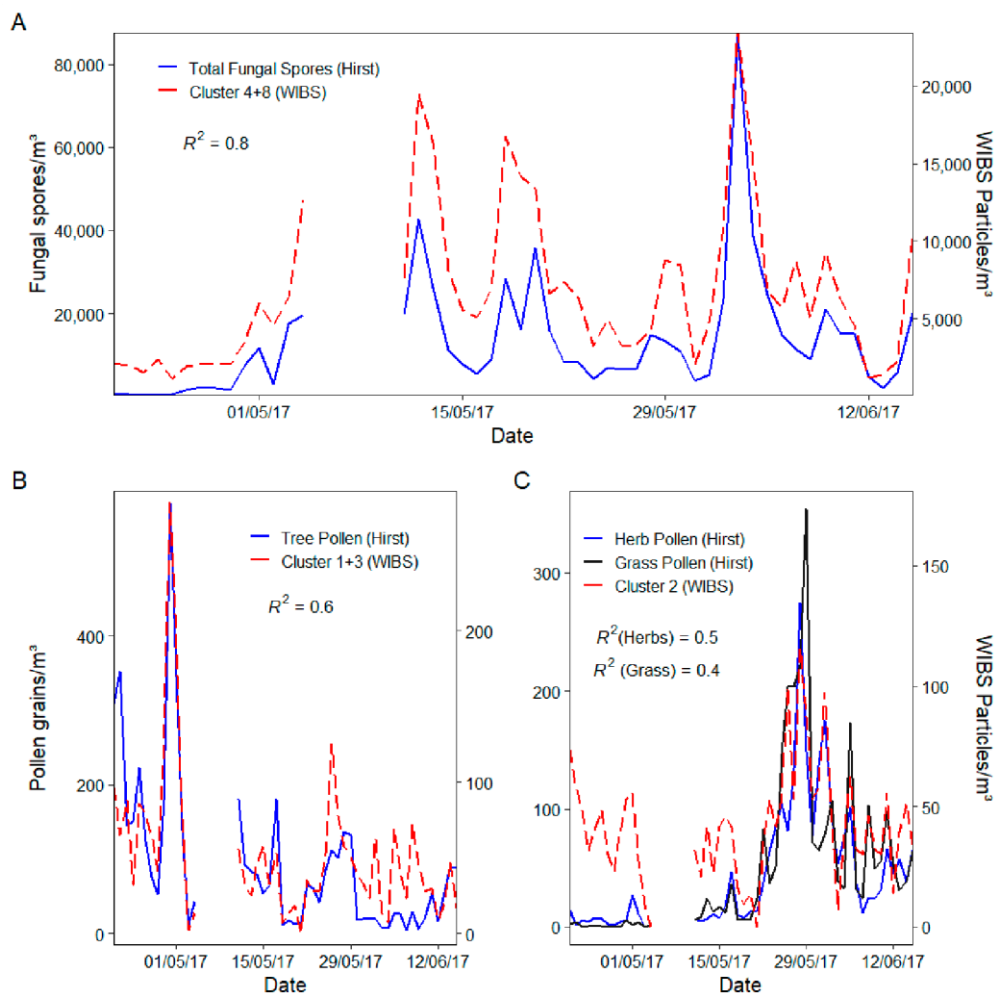 A
Total Fungal Spores (Hirst)
Cluster 4+8 (WIBS)
R² = 0.8
Fungal spores/m³
80,000
60,000
40,000
20,000
WIBS Particles/m³
20,000
15,000
10,000
5,000
01/05/17 15/05/17 29/05/17 12/06/17
Date
B
Tree Pollen (Hirst)
Cluster 1+3 (WIBS)
R² = 0.6
Pollen grains/m³
400
200
0
200
100
0
01/05/17 15/05/17 29/05/17 12/06/17
Date
C
Herb Pollen (Hirst)
Grass Pollen (Hirst)
Cluster 2 (WIBS)
R²(Herbs) = 0.5
R² (Grass) = 0.4
300
200
100
0
WIBS Particles/m³
150
100
50
0
01/05/17 15/05/17 29/05/17 12/06/17
Date